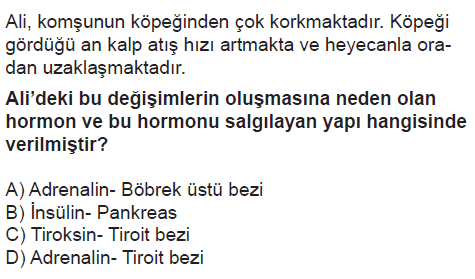 Ali, komşunun köpeğinden çok korkmaktadır. Köpeği
gördüğü an kalp atış hızı artmakta ve heyecanla ora-
dan uzaklaşmaktadır.
Ali’deki bu değişimlerin oluşmasına neden olan
hormon ve bu hormonu salgılayan yapı hangisinde
verilmiştir?
A) Adrenalin- Böbrek üstü bezi
B) İnsülin- Pankreas
C) Tiroksin- Tiroit bezi
D) Adrenalin- Tiroit bezi